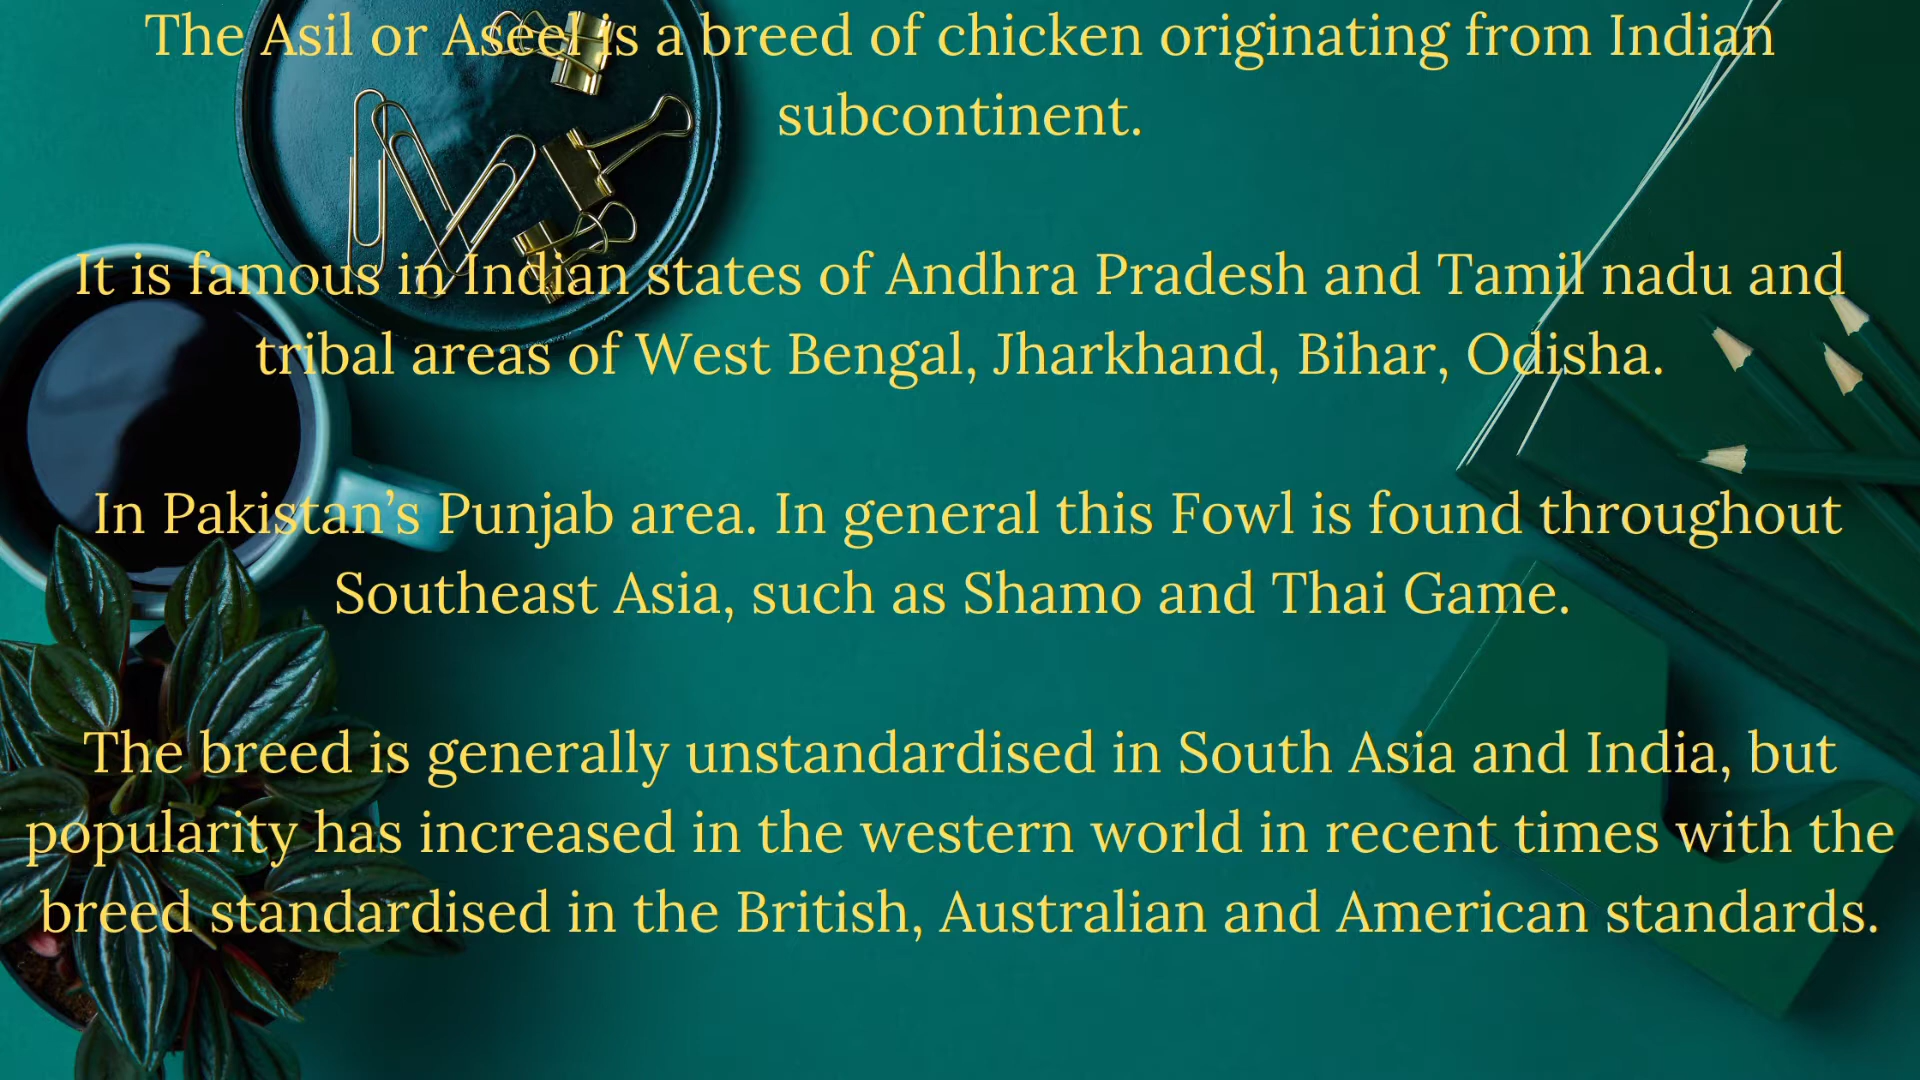 The Asil or Aseel is a breed of chicken originating from Indian
subcontinent.
It is famous in Indian states of Andhra Pradesh and Tamil nadu and
tribal areas of West Bengal, Jharkhand, Bihar, Odisha.
In Pakistan’s Punjab area. In general this Fowl is found throughout
Southeast Asia, such as Shamo and Thai Game.
The breed is generally unstandardised in South Asia and India, but
popularity has increased in the western world in recent times with the
breed standardised in the British, Australian and American standards.